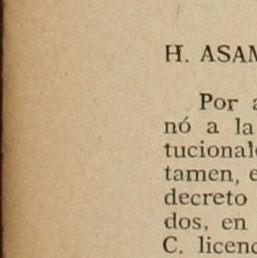 H. ASAM
Por a
nó a la
tucionale
tamen, e
decreto
dos, en
C. licenc